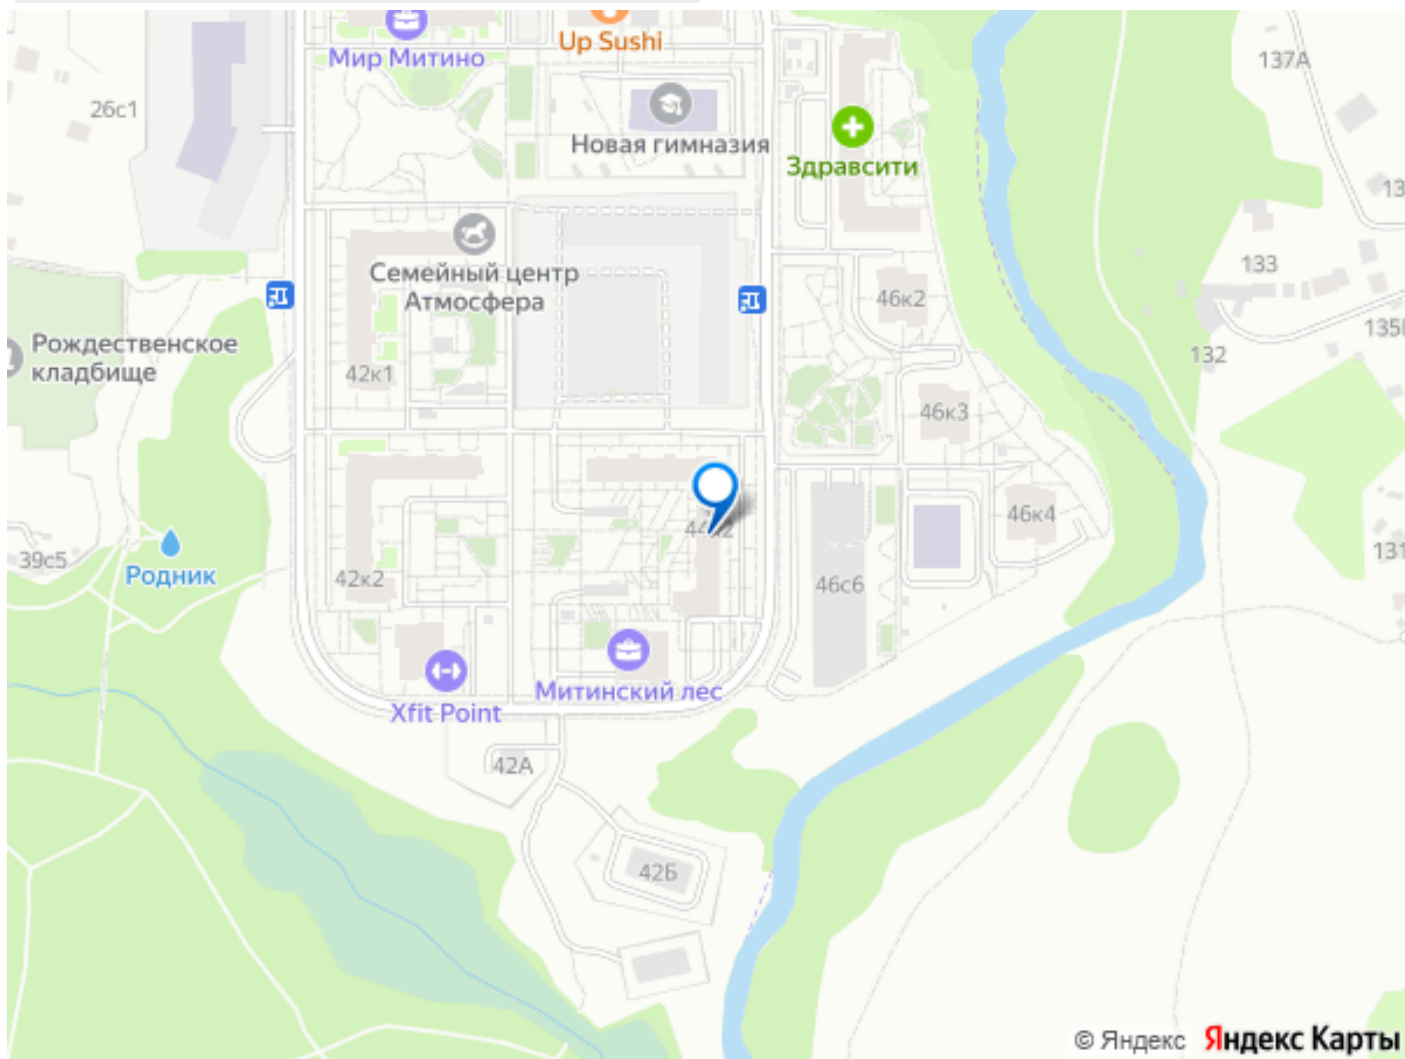 Up Sushi
Мир Митино
137А
26с1
Новая гимназия
Здравсити
13
Семейный центр
Атмосфера
133
46к2
135
Рождественское
кладбище
132
42к1
46к3
46к4
39с5
Родник
131
42к2
46с6
Митинский лес
Xfit Point
42А
42Б
© Яндекс Яндекс Карты